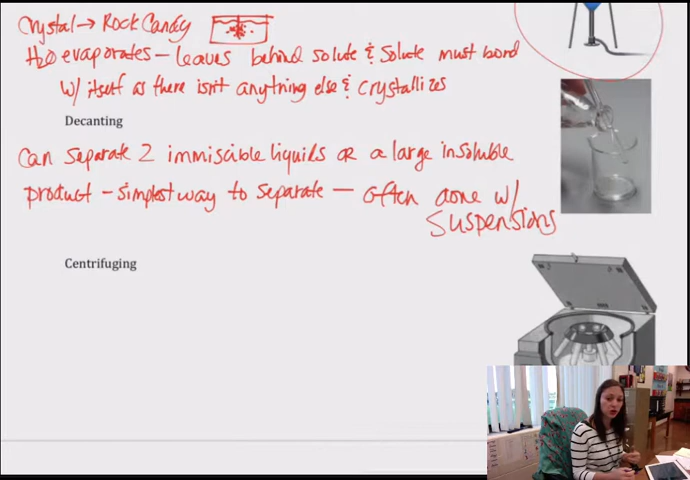 Crystal → Rock Candy
H2O evaporates - leaves behind solute & solute must bond
w/ itself as there isn't anything else & crystallizes
Decanting
Can separate 2 immiscible liquids or a large insoluble
product - simplest way to separate - often done w/
suspensions
Centrifuging